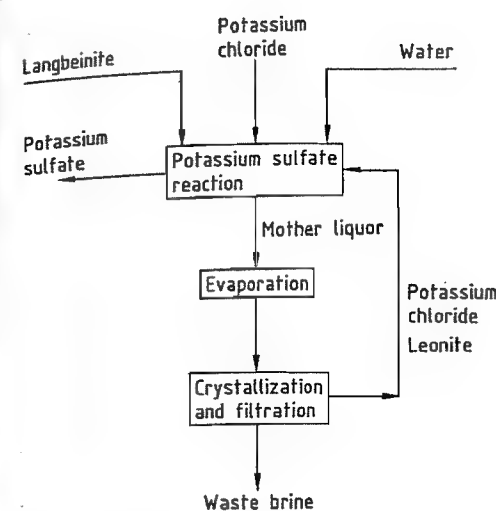 Potassium
chloride
Langbeinite
Water
Potassium
sulfate
Potassium sulfate
reaction
Mother liquor
Evaporation
Potassium
chloride
Leonite
Crystallization
and filtration
Waste brine